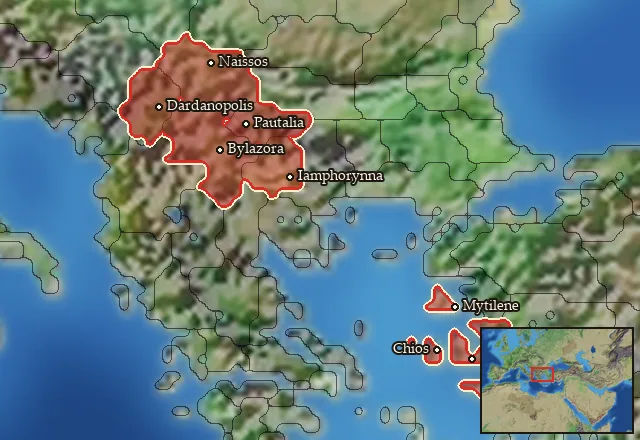 Naissos
Dardanopolis
Pautalia
Bylazora
Iamphorynna
Mytilene
Chios